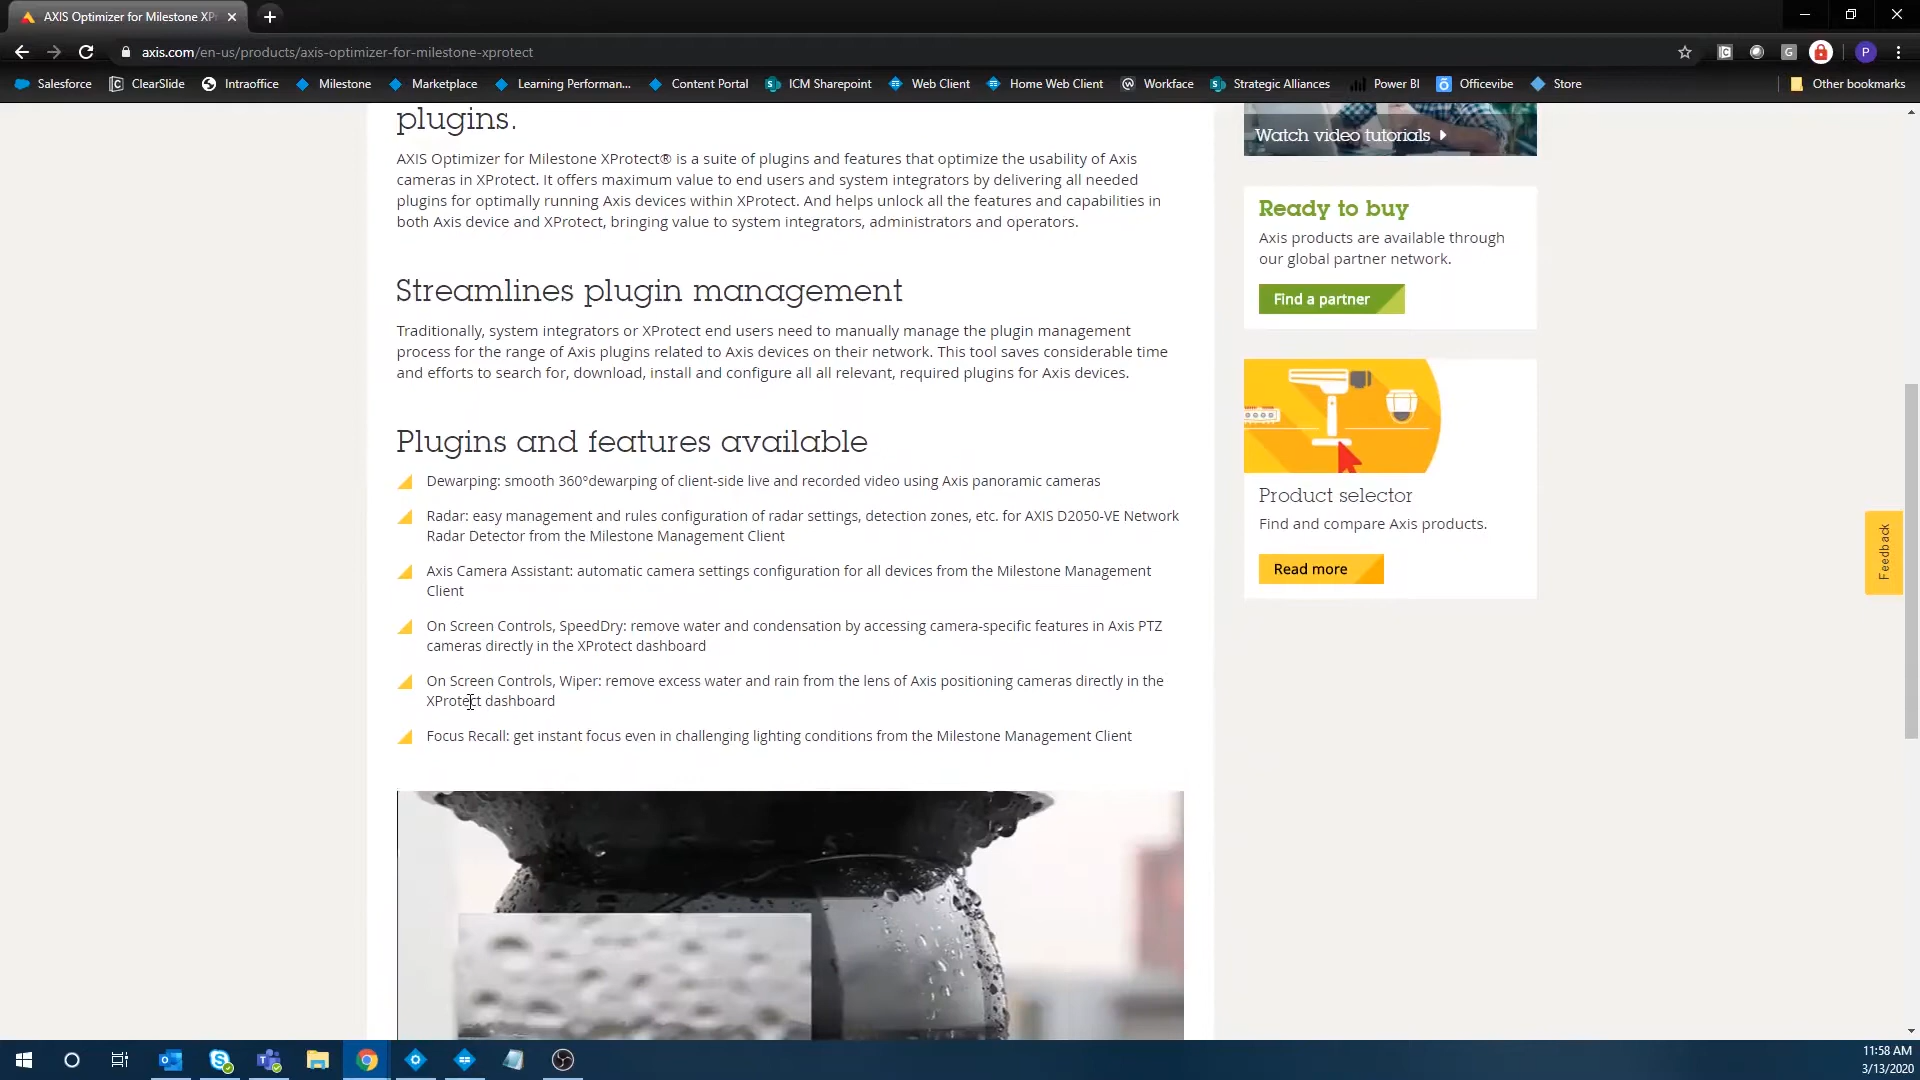 AXIS Optimizer for Milestone XP
axis.com/en-us/products/axis-optimizer-for-milestone-xprotect
G
P
Salesforce
ClearSlide
Intraoffice
Milestone
Marketplace
Learning Performan...
Content Portal
ICM Sharepoint
Web Client
Home Web Client
Workface
Strategic Alliances
Power BI
Officevibe
Store
Other bookmarks
plugins.
AXIS Optimizer for Milestone XProtect® is a suite of plugins and features that optimize the usability of Axis
cameras in XProtect. It offers maximum value to end users and system integrators by delivering all needed
plugins for optimally running Axis devices within XProtect. And helps unlock all the features and capabilities in
both Axis device and XProtect, bringing value to system integrators, administrators and operators.
Streamlines plugin management
Traditionally, system integrators or XProtect end users need to manually manage the plugin management
process for the range of Axis plugins related to Axis devices on their network. This tool saves considerable time
and efforts to search for, download, install and configure all all relevant, required plugins for Axis devices.
Plugins and features available
Dewarping: smooth 360°dewarping of client-side live and recorded video using Axis panoramic cameras
Radar: easy management and rules configuration of radar settings, detection zones, etc. for AXIS D2050-VE Network
Radar Detector from the Milestone Management Client
Axis Camera Assistant: automatic camera settings configuration for all devices from the Milestone Management
Client
On Screen Controls, SpeedDry: remove water and condensation by accessing camera-specific features in Axis PTZ
cameras directly in the XProtect dashboard
On Screen Controls, Wiper: remove excess water and rain from the lens of Axis positioning cameras directly in the
XProtect dashboard
Focus Recall: get instant focus even in challenging lighting conditions from the Milestone Management Client
Watch video tutorials
Ready to buy
Axis products are available through
our global partner network.
Find a partner
Product selector
Find and compare Axis products.
Read more
Feedback
11:58 AM
3/13/2020